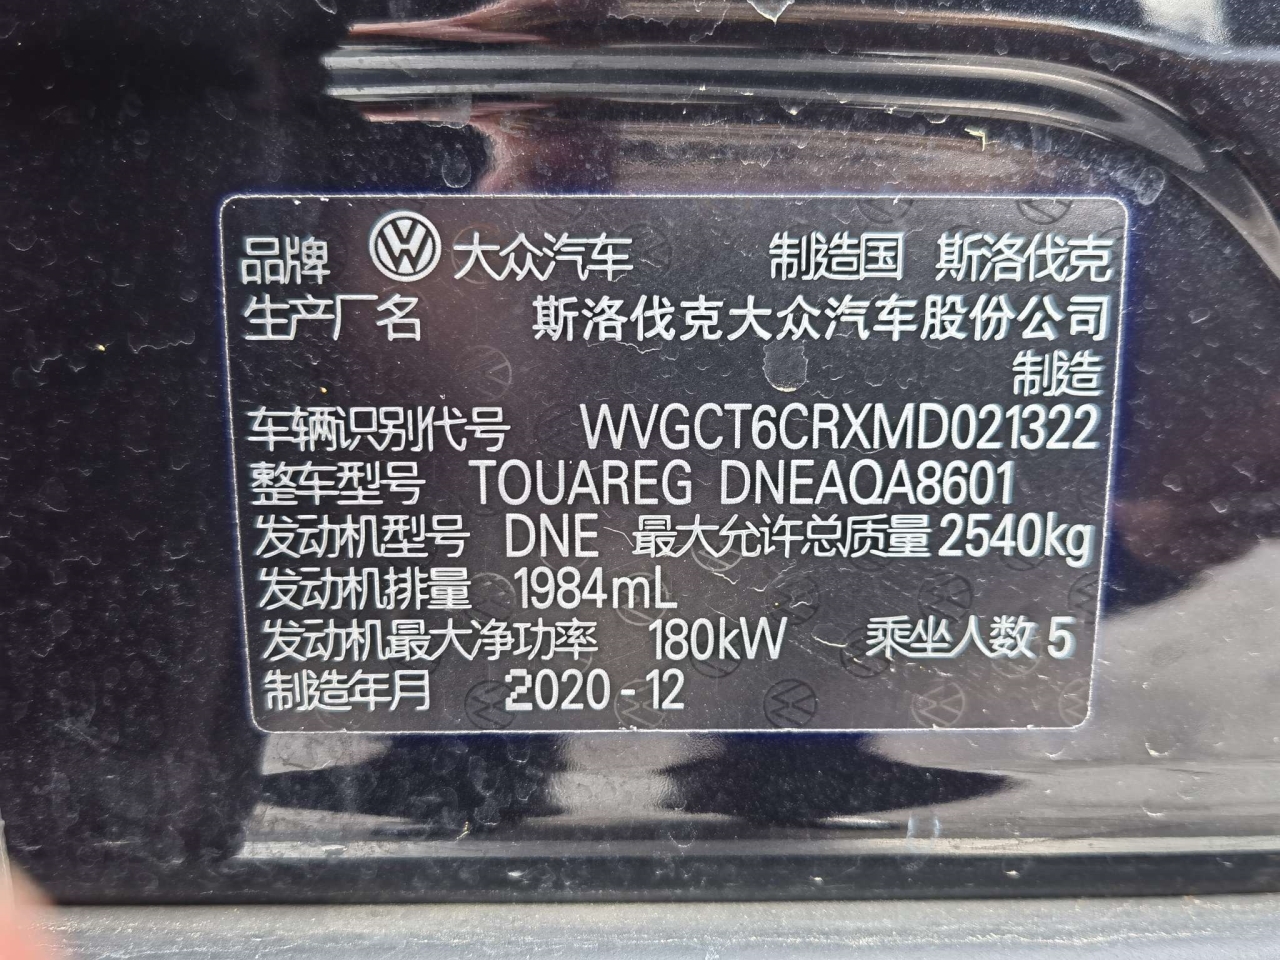 品牌 大众汽车 制造国 斯洛伐克
生产厂名 斯洛伐克大众汽车股份公司
制造
车辆识别代号 WVGCT6CRXMD021322
整车型号 TOUAREG DNEAQA8601
发动机型号 DNE 最大允许总质量 2540kg
发动机排量 1984mL
发动机最大净功率 180kW 乘坐人数 5
制造年月 2020-12